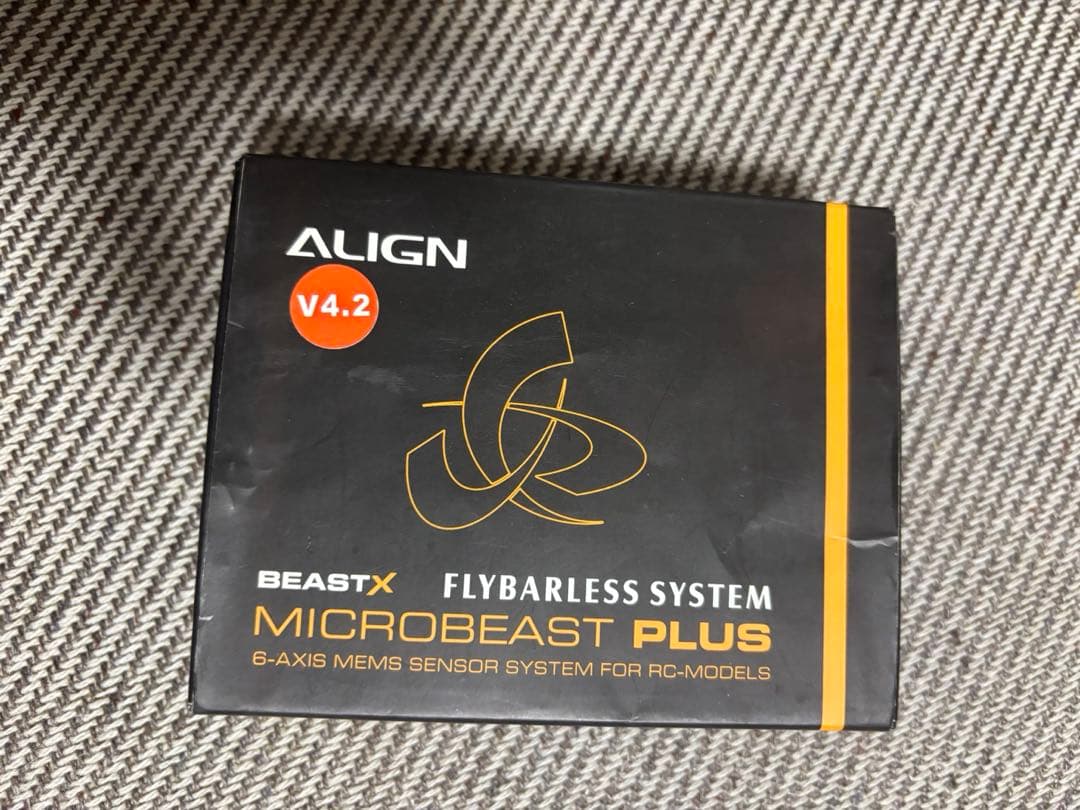 ALIGN
V4.2
BEASTX FLYBARLESS SYSTEM
MICROBEAST PLUS
6-AXIS MEMS SENSOR SYSTEM FOR RC-MODELS